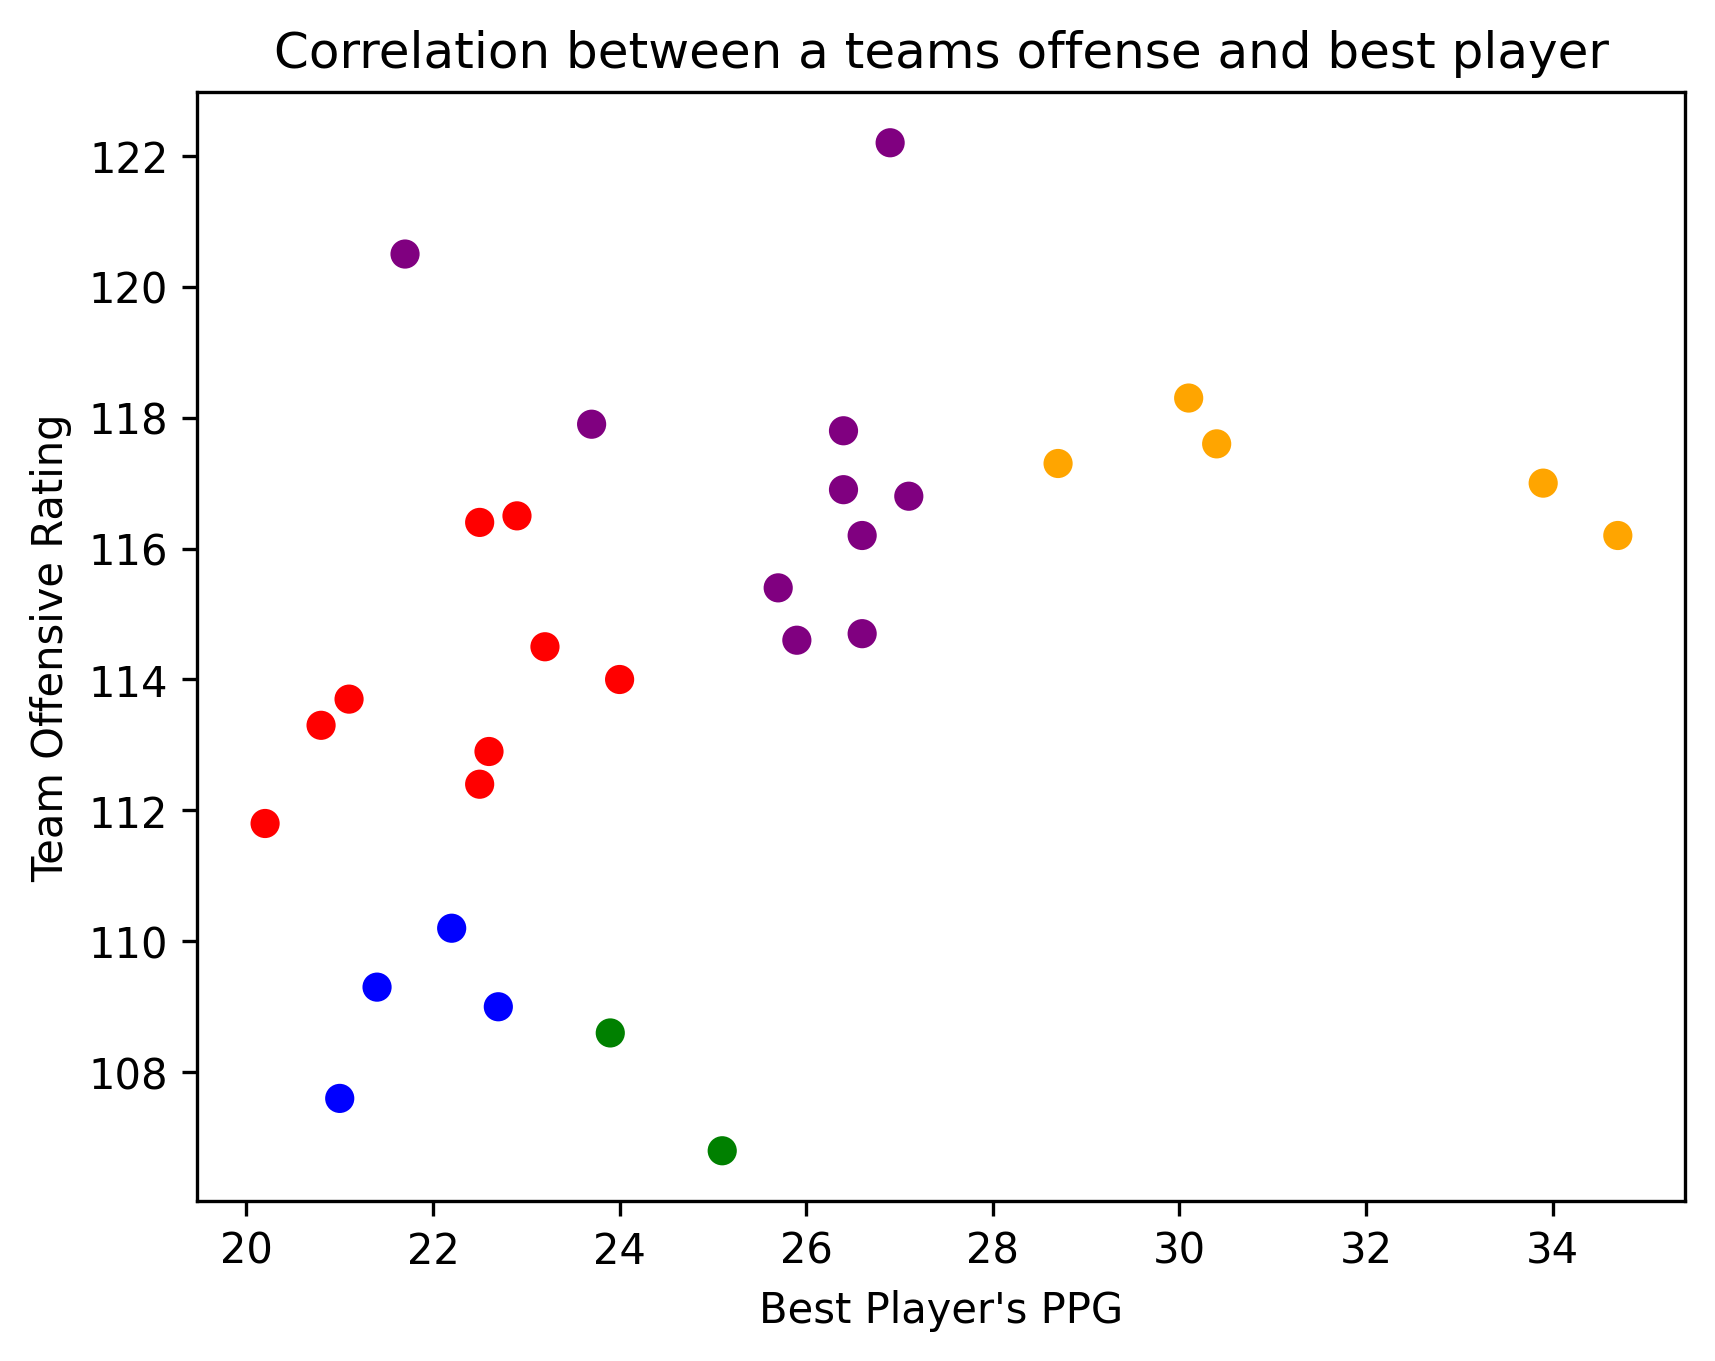 Correlation between a teams offense and best player
122
120
118
116
114
112
110
108
Team Offensive Rating
20 22 24 26 28 30 32 34
Best Player's PPG